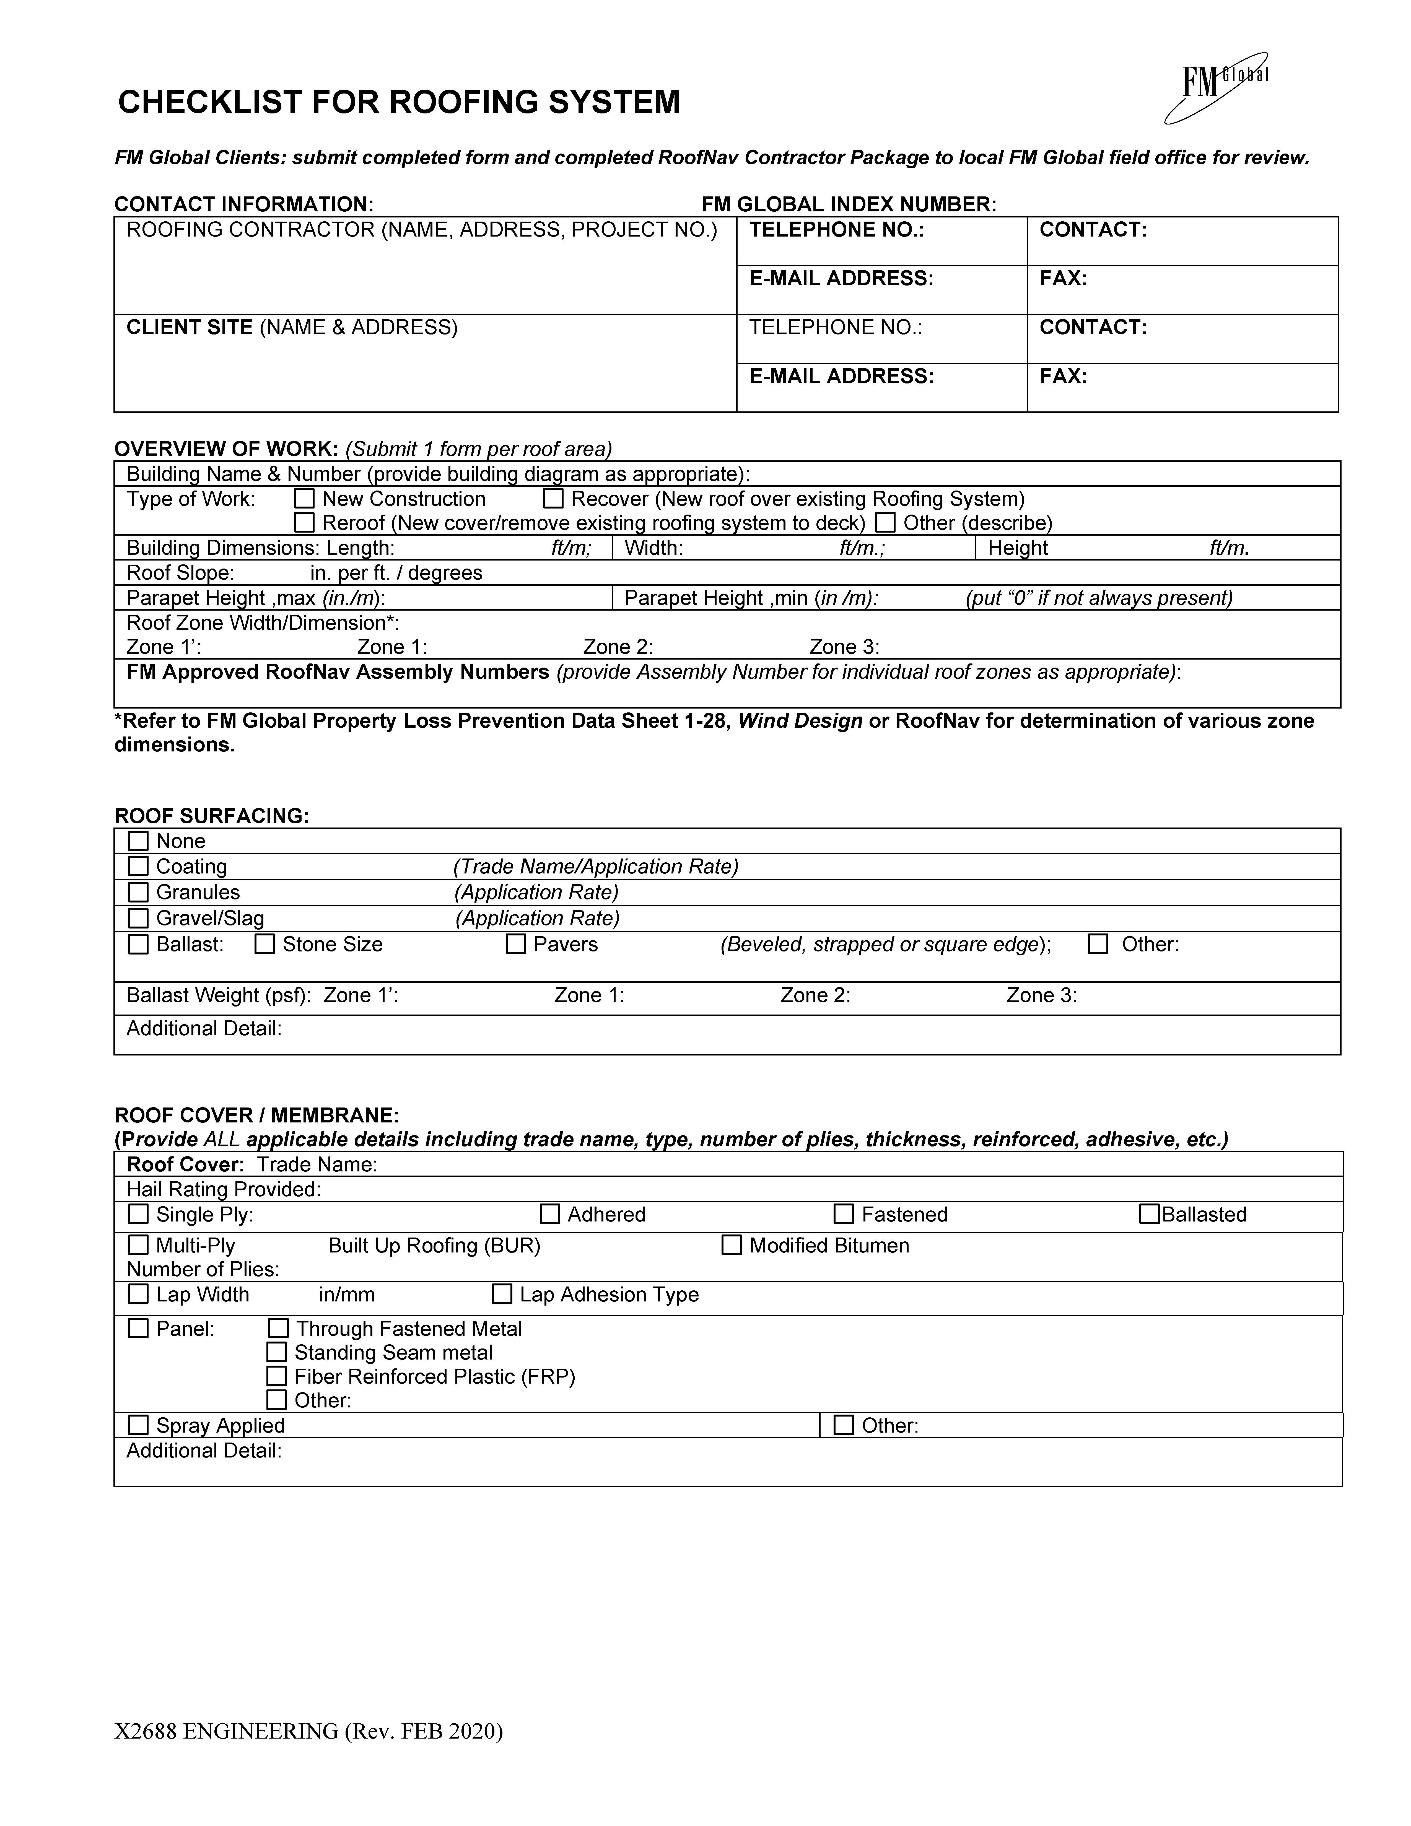 FM Global
CHECKLIST FOR ROOFING SYSTEM
FM Global Clients: submit completed form and completed RoofNav Contractor Package to local FM Global field office for review.
CONTACT INFORMATION: FM GLOBAL INDEX NUMBER:
ROOFING CONTRACTOR (NAME, ADDRESS, PROJECT NO.) TELEPHONE NO.: CONTACT:
E-MAIL ADDRESS: FAX:
CLIENT SITE (NAME & ADDRESS) TELEPHONE NO.: CONTACT:
E-MAIL ADDRESS: FAX:
OVERVIEW OF WORK: (Submit 1 form per roof area)
Building Name & Number (provide building diagram as appropriate):
Type of Work: ☐ New Construction ☐ Recover (New roof over existing Roofing System)
☐ Reroof (New cover/remove existing roofing system to deck) ☐ Other (describe)
Building Dimensions: Length: ft/m; Width: ft/m.; Height ft/m.
Roof Slope: in. per ft. / degrees
Parapet Height ,max (in./m): Parapet Height ,min (in /m): (put “0” if not always present)
Roof Zone Width/Dimension*:
Zone 1’: Zone 1: Zone 2: Zone 3:
FM Approved RoofNav Assembly Numbers (provide Assembly Number for individual roof zones as appropriate):
*Refer to FM Global Property Loss Prevention Data Sheet 1-28, Wind Design or RoofNav for determination of various zone
dimensions.
ROOF SURFACING:
☐ None
☐ Coating (Trade Name/Application Rate)
☐ Granules (Application Rate)
☐ Gravel/Slag (Application Rate)
☐ Ballast: ☐ Stone Size ☐ Pavers (Beveled, strapped or square edge); ☐ Other:
Ballast Weight (psf): Zone 1’: Zone 1: Zone 2: Zone 3:
Additional Detail:
ROOF COVER / MEMBRANE:
(Provide ALL applicable details including trade name, type, number of plies, thickness, reinforced, adhesive, etc.)
Roof Cover: Trade Name:
Hail Rating Provided:
☐ Single Ply: ☐ Adhered ☐ Fastened ☐Ballasted
☐ Multi-Ply Built Up Roofing (BUR) ☐ Modified Bitumen
Number of Plies:
☐ Lap Width in/mm ☐ Lap Adhesion Type
☐ Panel: ☐ Through Fastened Metal
☐ Standing Seam metal
☐ Fiber Reinforced Plastic (FRP)
☐ Other:
☐ Spray Applied ☐ Other:
Additional Detail:
X2688 ENGINEERING (Rev. FEB 2020)